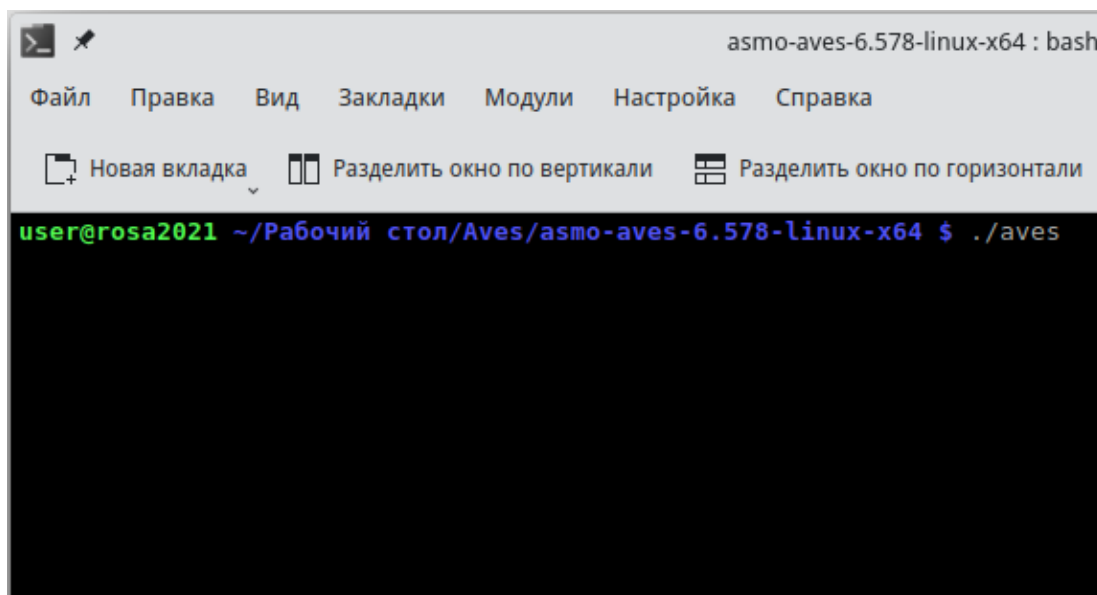 asmo-aves-6.578-linux-x64 : bash
Файл Правка Вид Закладки Модули Настройка Справка
Новая вкладка Разделить окно по вертикали Разделить окно по горизонтали
user@rosa2021 ~/Рабочий стол/Aves/asmo-aves-6.578-linux-x64 $ ./aves